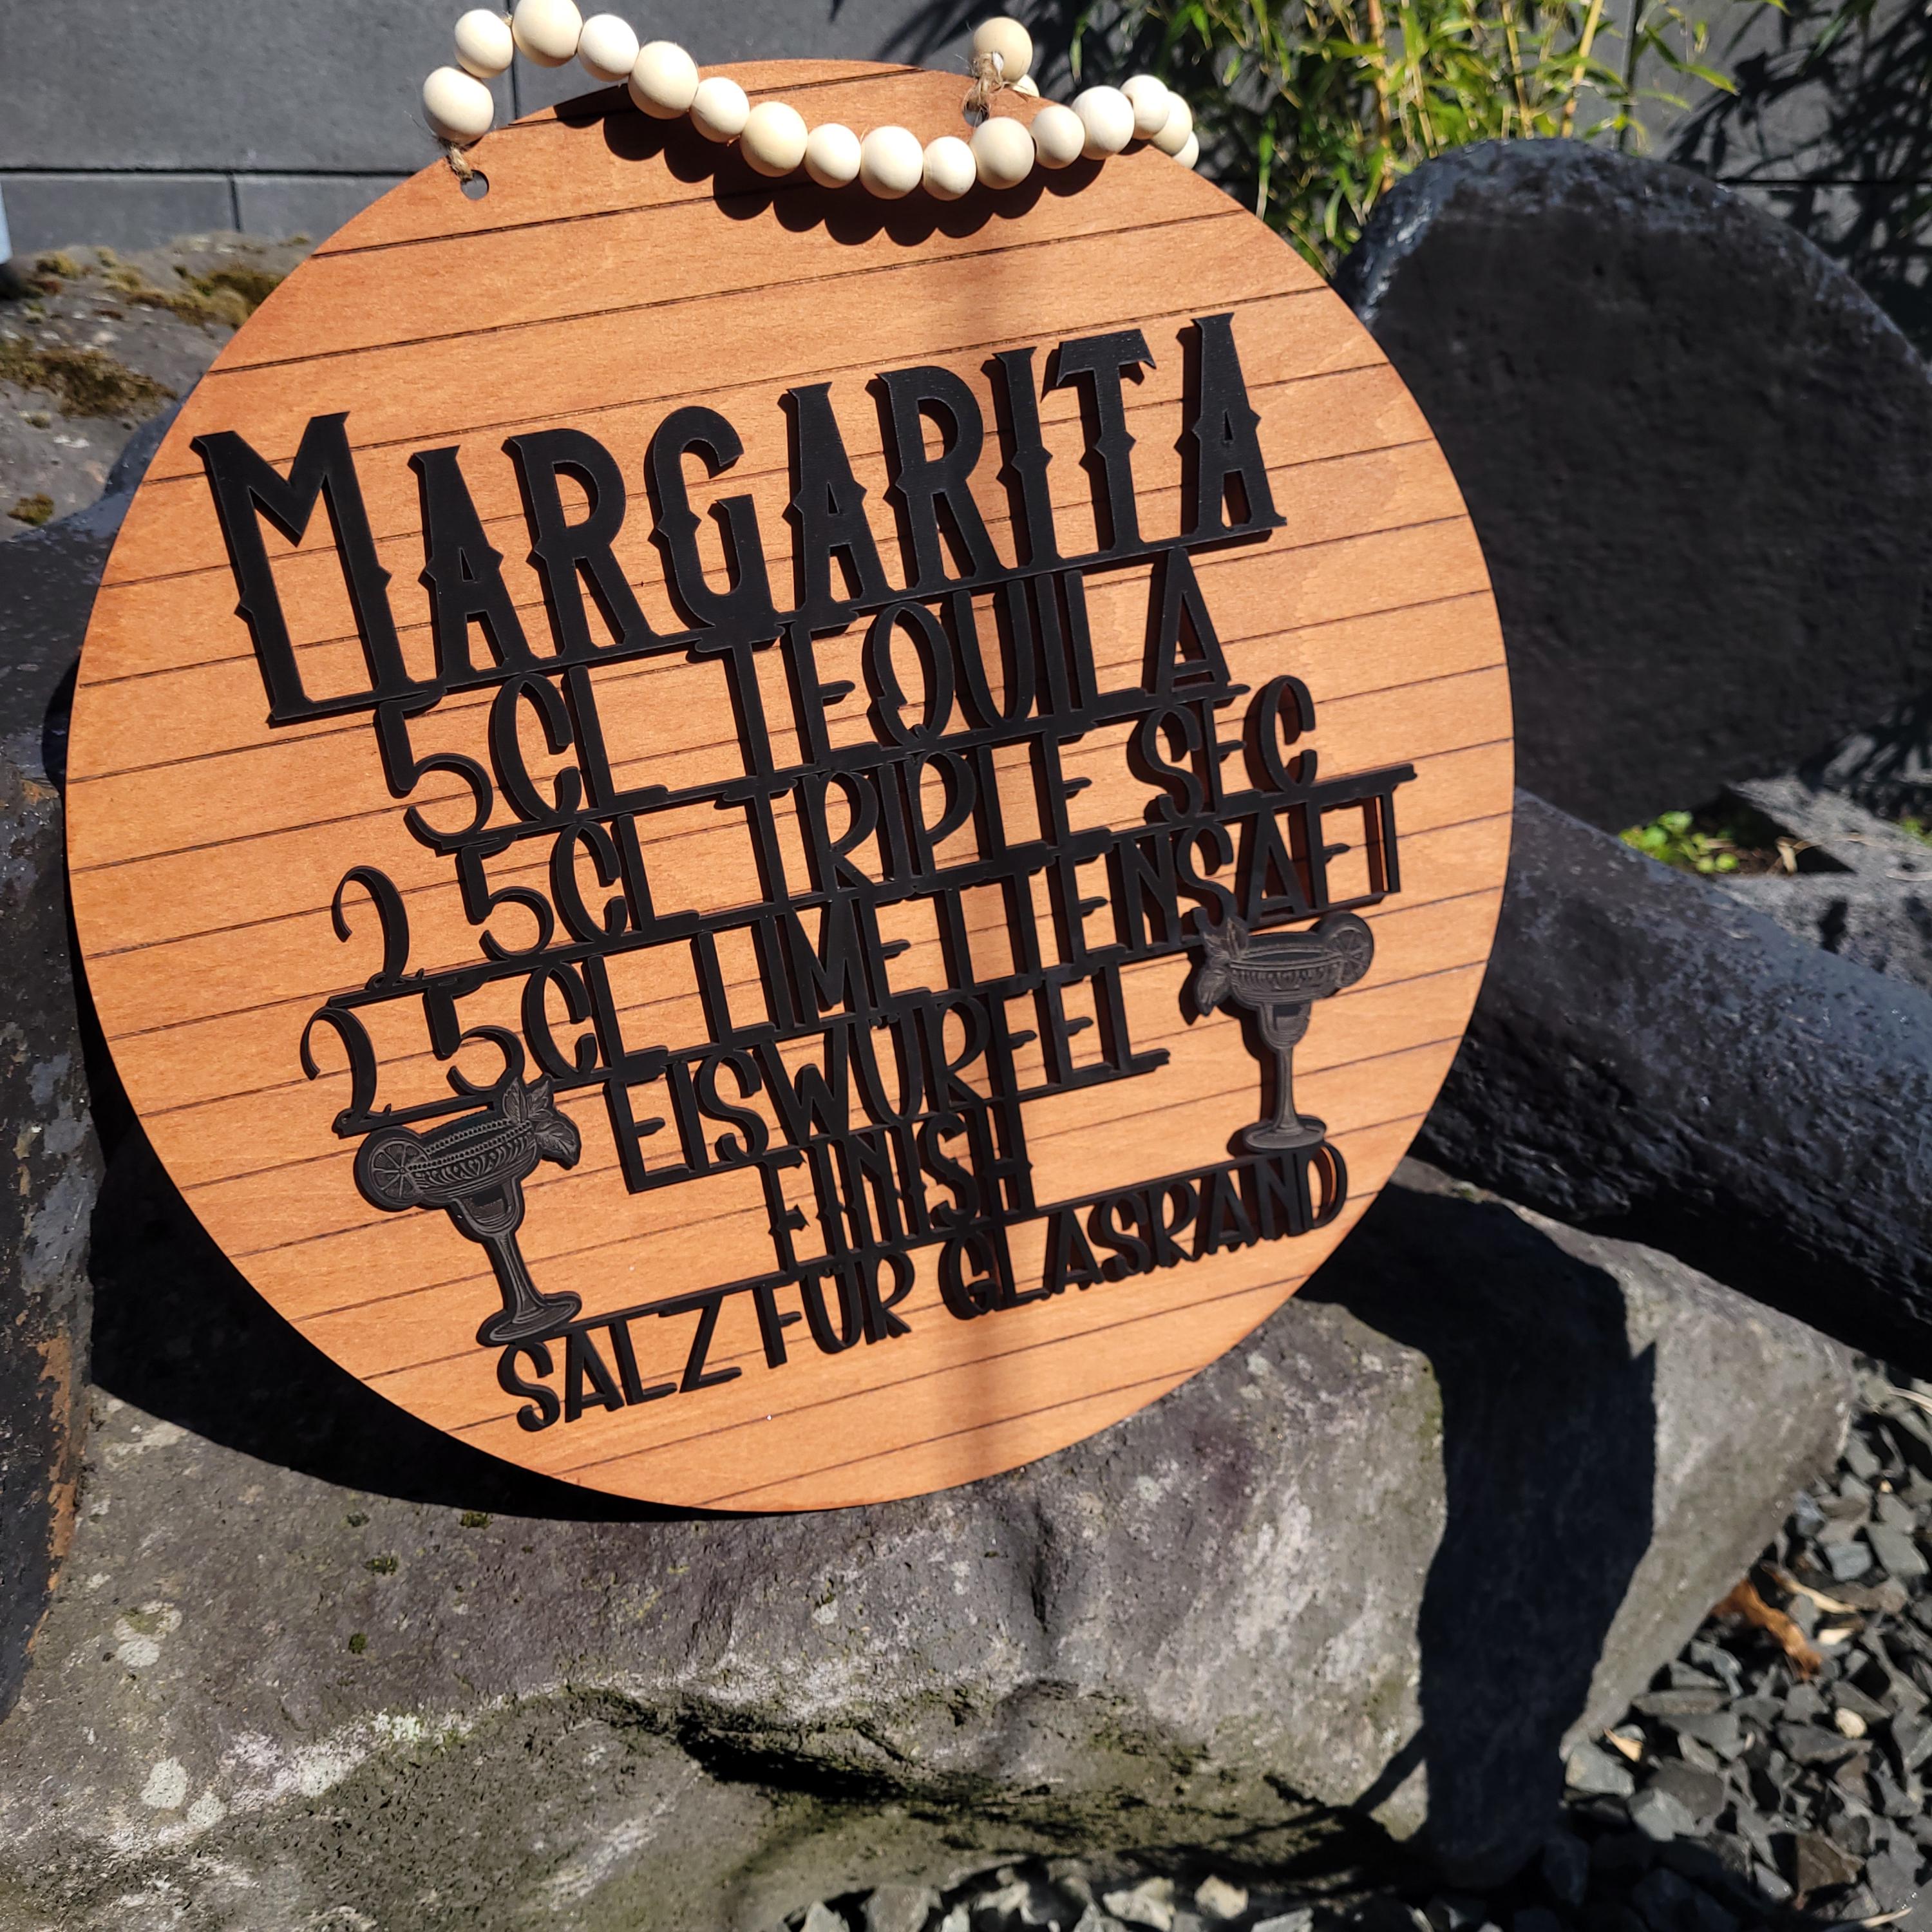 MARGARITA
5CL TEQUILA
2 5CL TRIPLE SEC
2 5CL LIMETTENSAFT
EISWÜRFEL
FINISH
SALZ FÜR GLASRAND